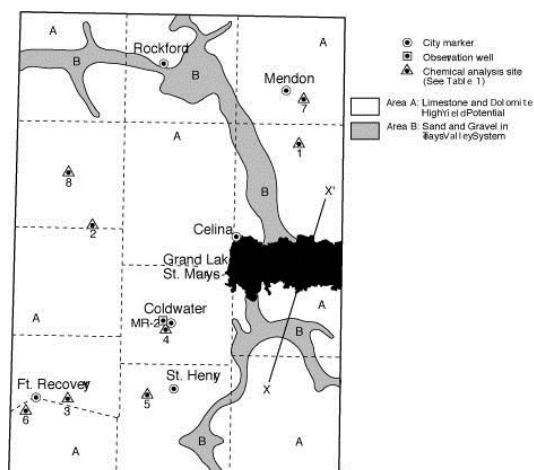 A
Rockford
A
B
B
Mendon
7
A
1
8
B
X'
2
Celina
Grand Lak
St. Marys
Coldwater
MR-2
4
A
A
B
Ft. Recovery
St. Henry
X
3
5
6
B
A
A
City marker
Observation well
Chemical analysis site
(See Table 1)
Area A: Limestone and Dolomite
High Yield Potential
Area B: Sand and Gravel in
Teays Valley System